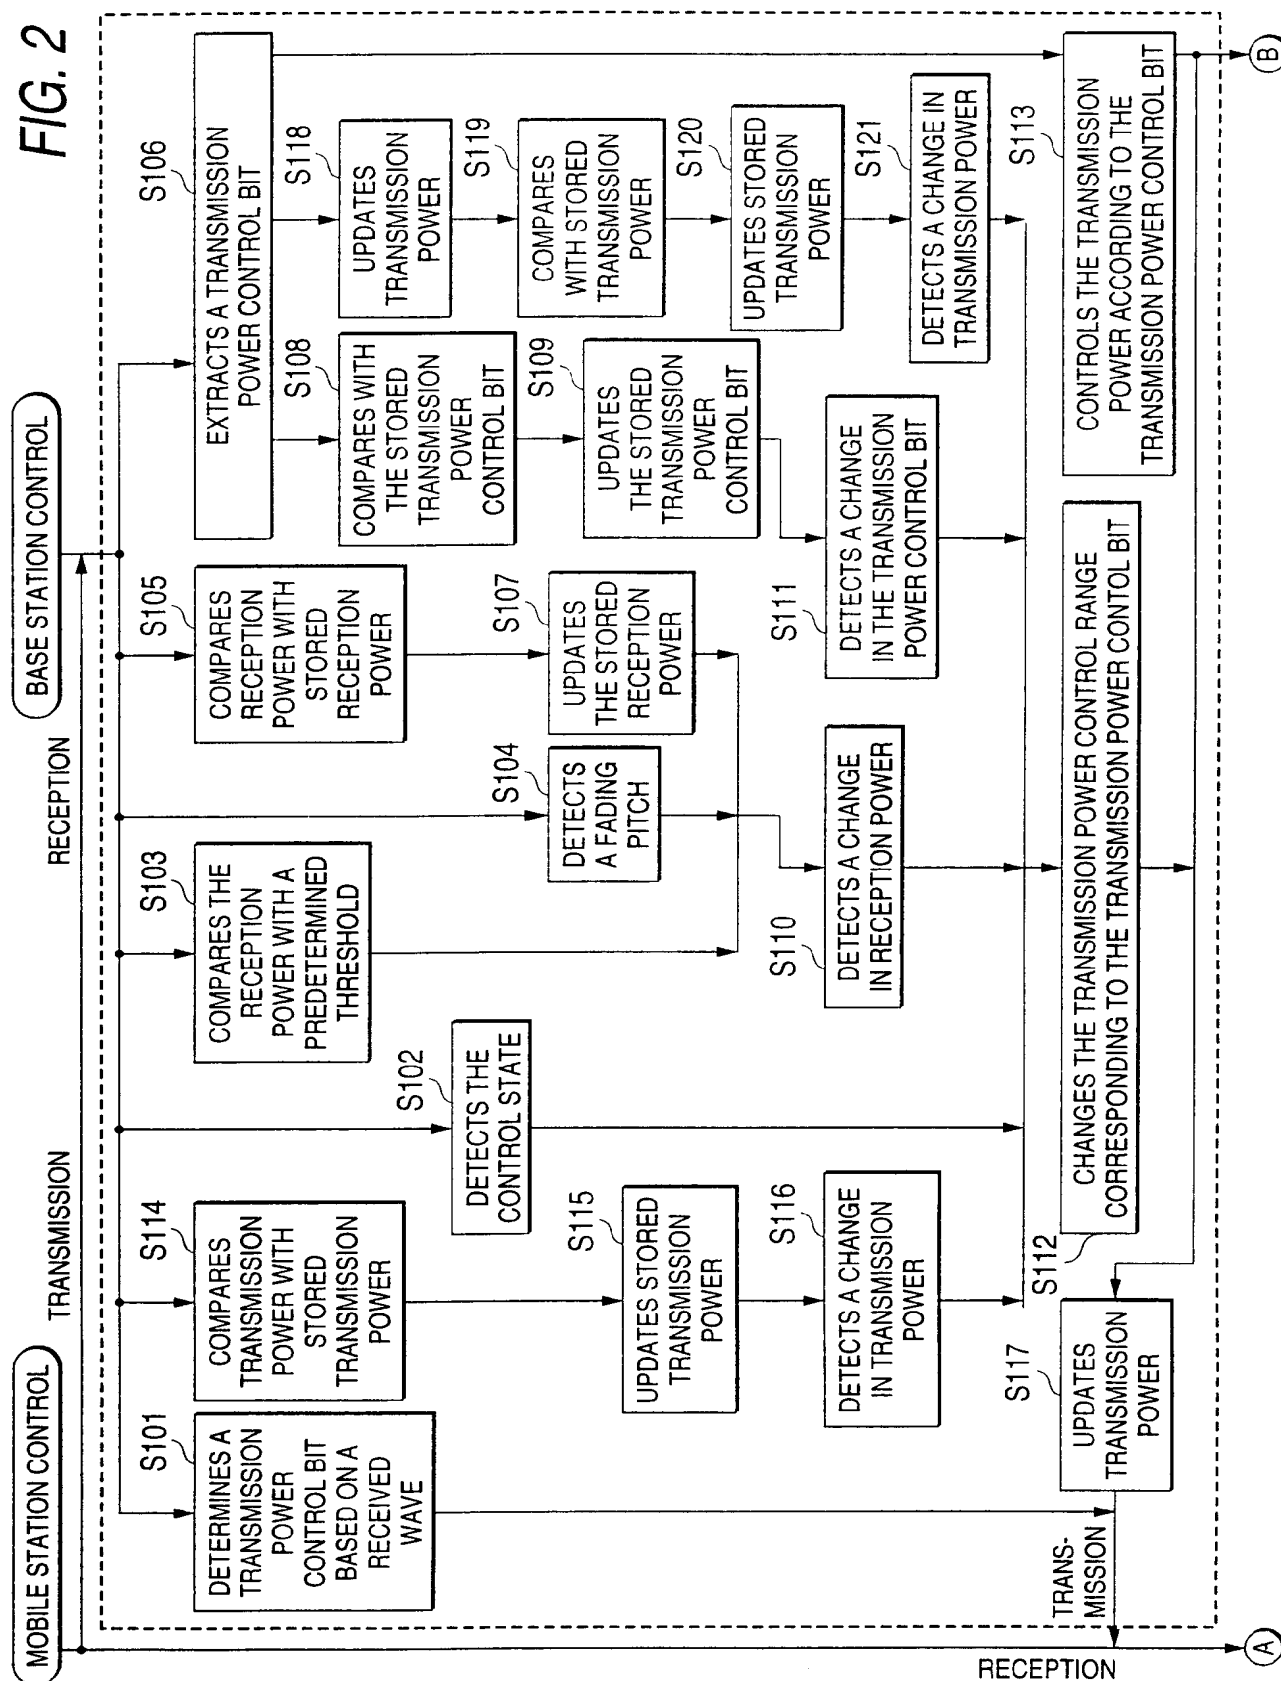 FIG. 2
MOBILE STATION CONTROL
BASE STATION CONTROL
TRANSMISSION
RECEPTION
S101
DETERMINES A
TRANSMISSION
POWER
CONTROL BIT
BASED ON A
RECEIVED
WAVE
S114
COMPARES
TRANSMISSION
POWER WITH
STORED
TRANSMISSION
POWER
S103
COMPARES THE
RECEPTION
POWER WITH A
PREDETERMINED
THRESHOLD
S105
COMPARES
RECEPTION
POWER WITH
STORED
RECEPTION
POWER
S106
EXTRACTS A TRANSMISSION
POWER CONTROL BIT
S108
COMPARES WITH
THE STORED
TRANSMISSION
POWER
CONTROL BIT
S118
UPDATES
TRANSMISSION
POWER
S102
DETECTS THE
CONTROL STATE
S104
DETECTS
A FADING
PITCH
S107
UPDATES
THE STORED
RECEPTION
POWER
S109
UPDATES
THE STORED
TRANSMISSION
POWER
CONTROL BIT
S119
COMPARES
WITH STORED
TRANSMISSION
POWER
S115
UPDATES STORED
TRANSMISSION
POWER
S120
UPDATES STORED
TRANSMISSION
POWER
S116
DETECTS A CHANGE
IN TRANSMISSION
POWER
S110
DETECTS A CHANGE
IN RECEPTION POWER
S111
DETECTS A CHANGE
IN THE TRANSMISSION
POWER CONTROL BIT
S121
DETECTS A CHANGE IN
TRANSMISSION POWER
S117
UPDATES
TRANSMISSION
POWER
S112
CHANGES THE TRANSMISSION POWER CONTROL RANGE
CORRESPONDING TO THE TRANSMISSION POWER CONTOL BIT
S113
CONTROLS THE TRANSMISSION
POWER ACCORDING TO THE
TRANSMISSION POWER CONTROL BIT
TRANS-
MISSION
RECEPTION
A
B